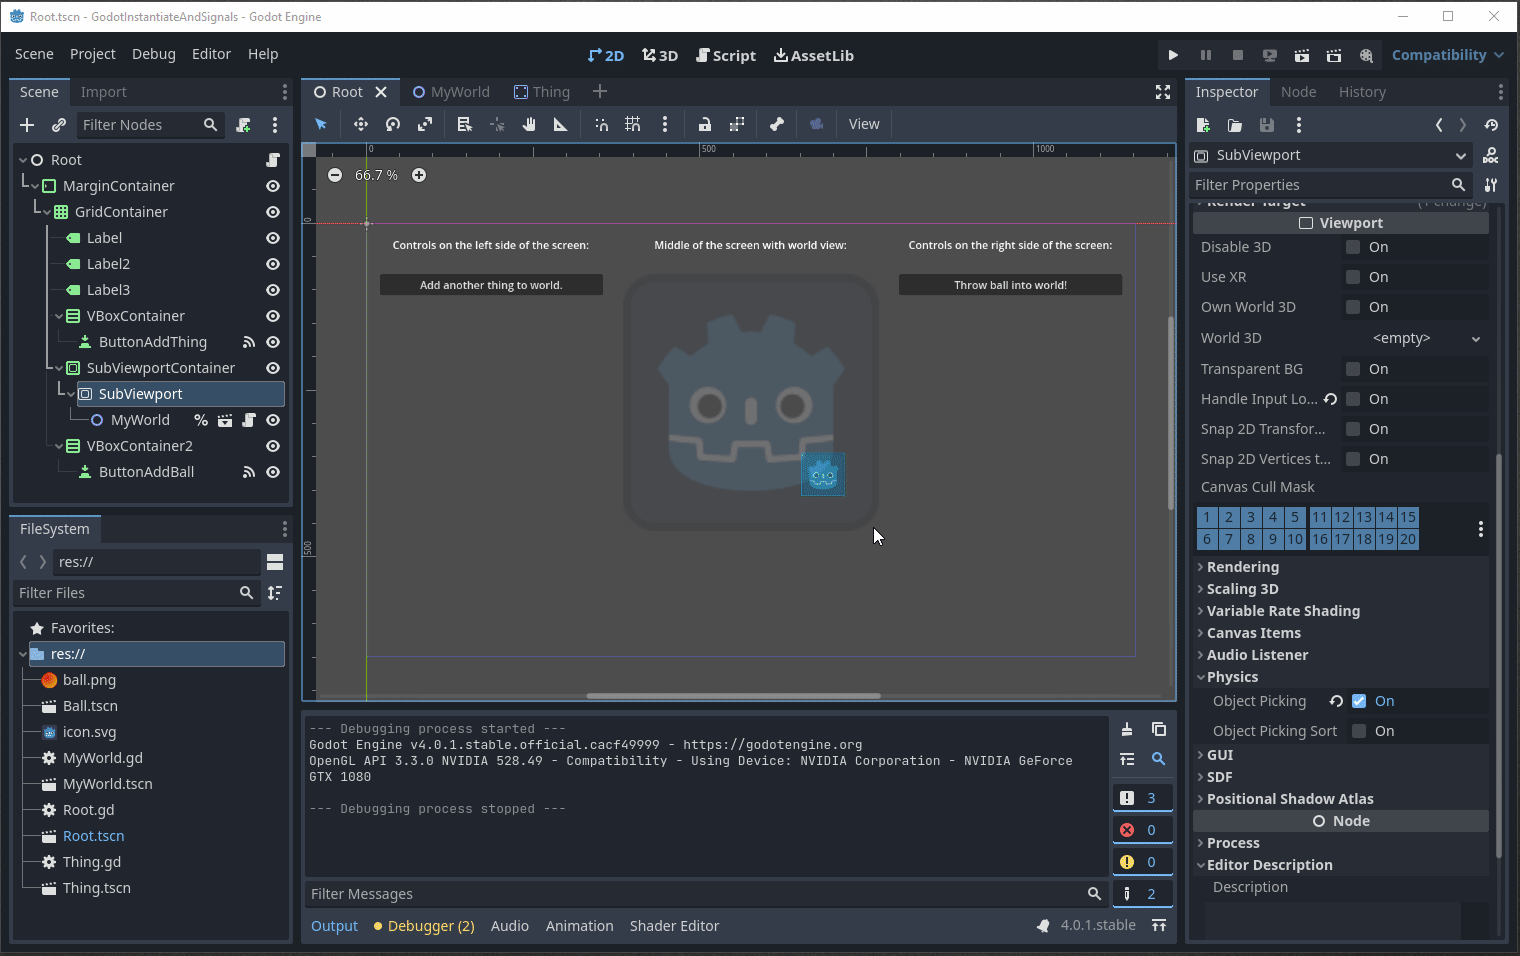 Root.tscn - GodotInstantiateAndSignals - Godot Engine
Scene Project Debug Editor Help
2D 3D Script AssetLib
Compatibility
Scene Import
Filter Nodes
Root
MarginContainer
GridContainer
Label
Label2
Label3
VBoxContainer
ButtonAddThing
SubViewportContainer
SubViewport
MyWorld %
VBoxContainer2
ButtonAddBall
FileSystem
res://
Filter Files
Favorites:
res://
ball.png
Ball.tscn
icon.svg
MyWorld.gd
MyWorld.tscn
Root.gd
Root.tscn
Thing.gd
Thing.tscn
Root MyWorld Thing
View
0 500 1000
0
500
66.7 %
Controls on the left side of the screen: Middle of the screen with world view: Controls on the right side of the screen:
Add another thing to world. Throw ball into world!
--- Debugging process started ---
Godot Engine v4.0.1.stable.official.cacf49999 - https://godotengine.org
OpenGL API 3.3.0 NVIDIA 528.49 - Compatibility - Using Device: NVIDIA Corporation - NVIDIA GeForce
GTX 1080
--- Debugging process stopped ---
3
0
0
2
Filter Messages
Output Debugger (2) Audio Animation Shader Editor
4.0.1.stable
Inspector Node History
SubViewport
DOC
Filter Properties
Render Target (1 change)
Viewport
Disable 3D On
Use XR On
Own World 3D On
World 3D <empty>
Transparent BG On
Handle Input Lo... On
Snap 2D Transfor... On
Snap 2D Vertices t... On
Canvas Cull Mask
1 2 3 4 5 11 12 13 14 15
6 7 8 9 10 16 17 18 19 20
Rendering
Scaling 3D
Variable Rate Shading
Canvas Items
Audio Listener
Physics
Object Picking On
Object Picking Sort On
GUI
SDF
Positional Shadow Atlas
Node
Process
Editor Description
Description